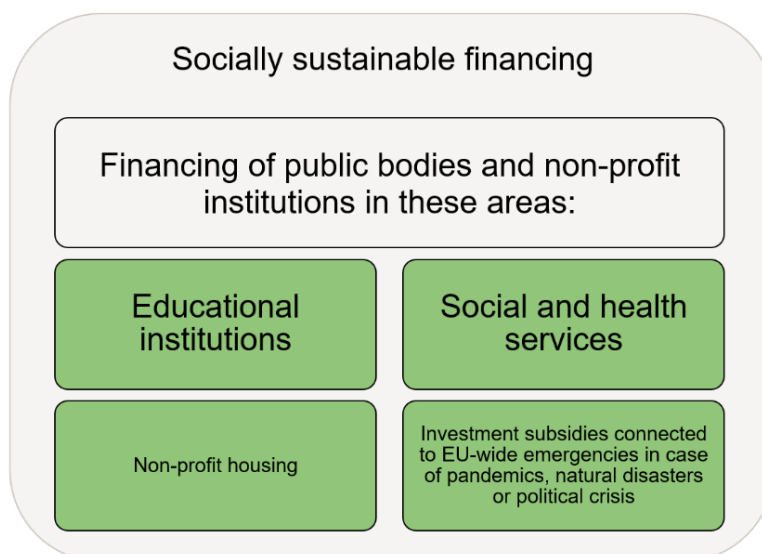 Socially sustainable financing
Financing of public bodies and non-profit
institutions in these areas:
Educational
institutions
Social and health
services
Non-profit housing
Investment subsidies connected
to EU-wide emergencies in case
of pandemics, natural disasters
or political crisis